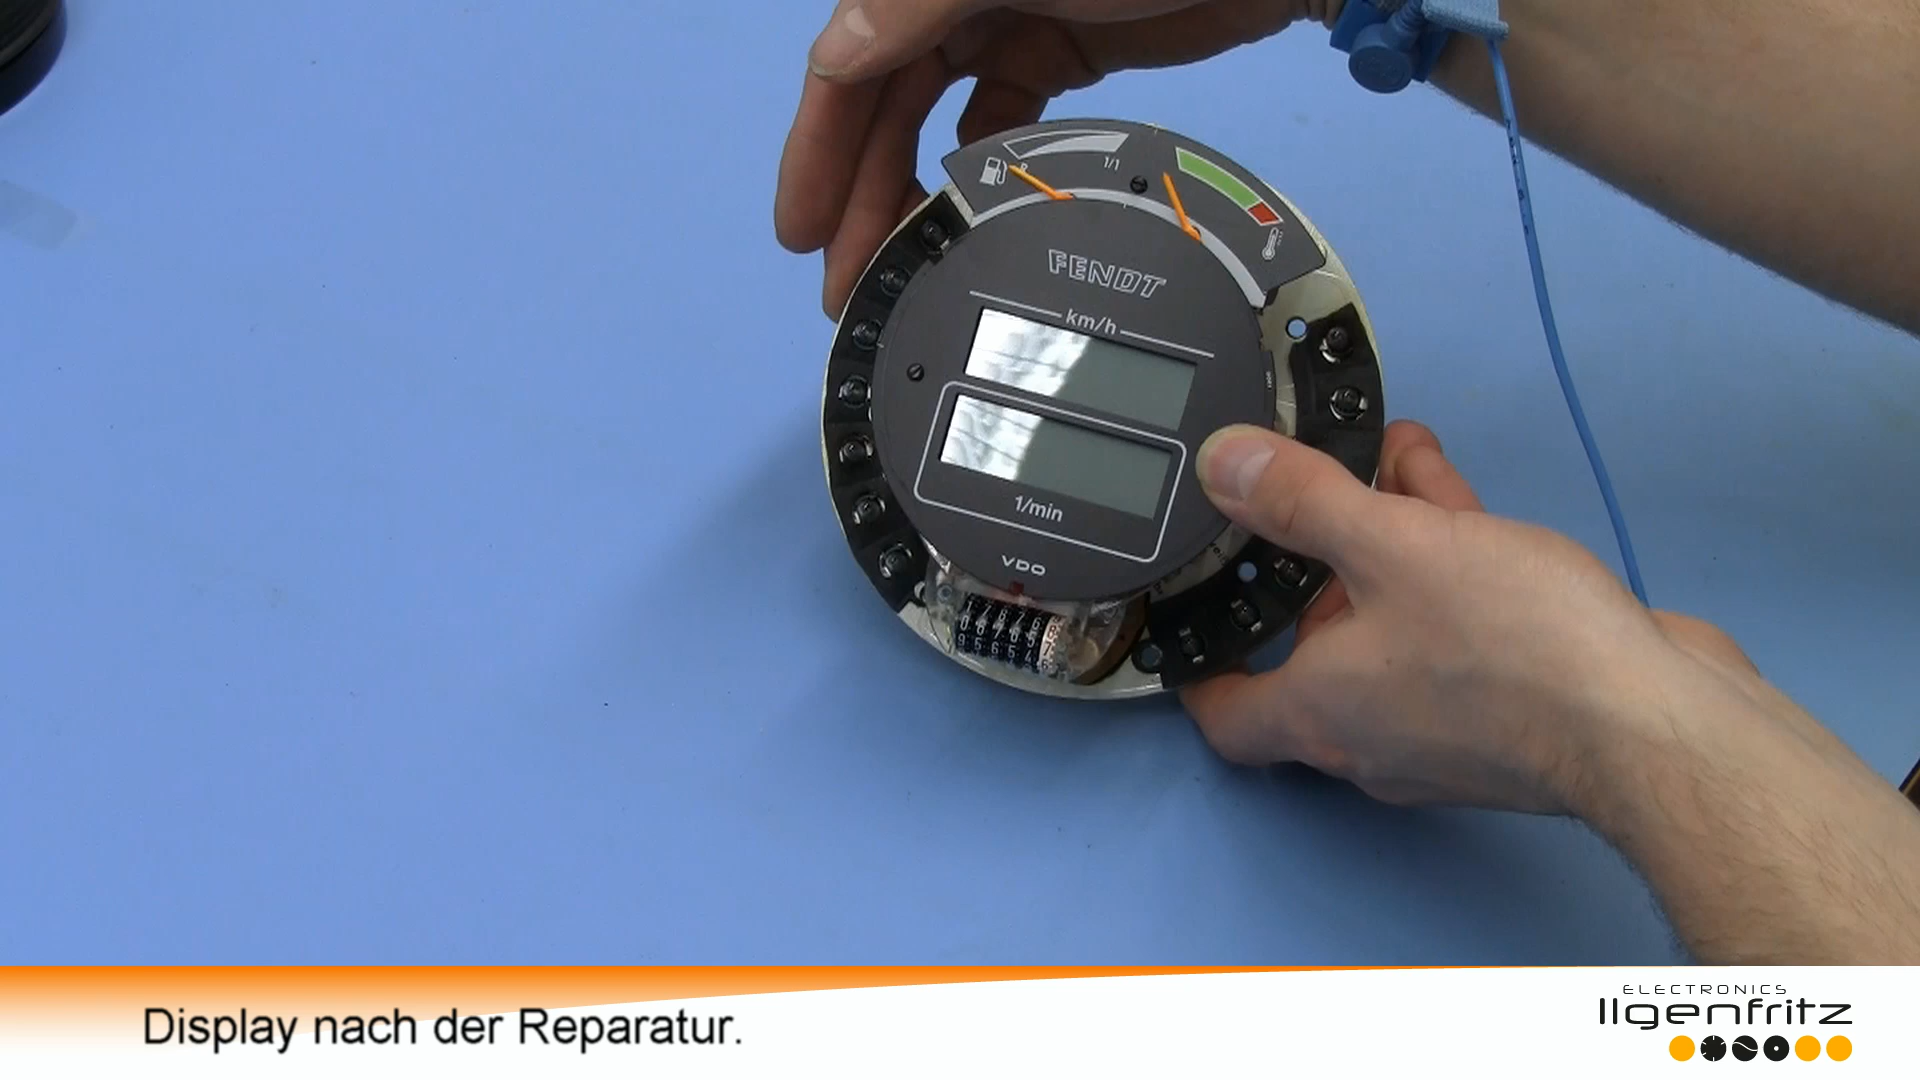 1/1
FENDT
km/h
1/min
VDO
Display nach der Reparatur.
ELECTRONICS
Ilgenfritz